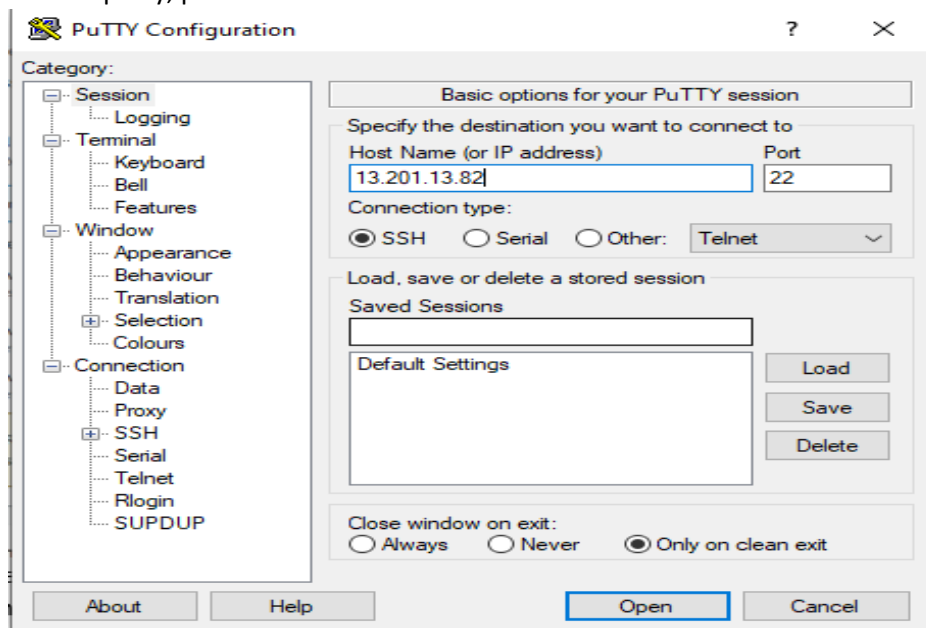 PuTTY Configuration ? ×
Category:
Session
Logging
Terminal
Keyboard
Bell
Features
Window
Appearance
Behaviour
Translation
Selection
Colours
Connection
Data
Proxy
SSH
Serial
Telnet
Rlogin
SUPDUP
Basic options for your PuTTY session
Specify the destination you want to connect to
Host Name (or IP address) Port
13.201.13.82 22
Connection type:
SSH Serial Other: Telnet
Load, save or delete a stored session
Saved Sessions
Default Settings
Load
Save
Delete
Close window on exit:
Always Never Only on clean exit
About Help Open Cancel